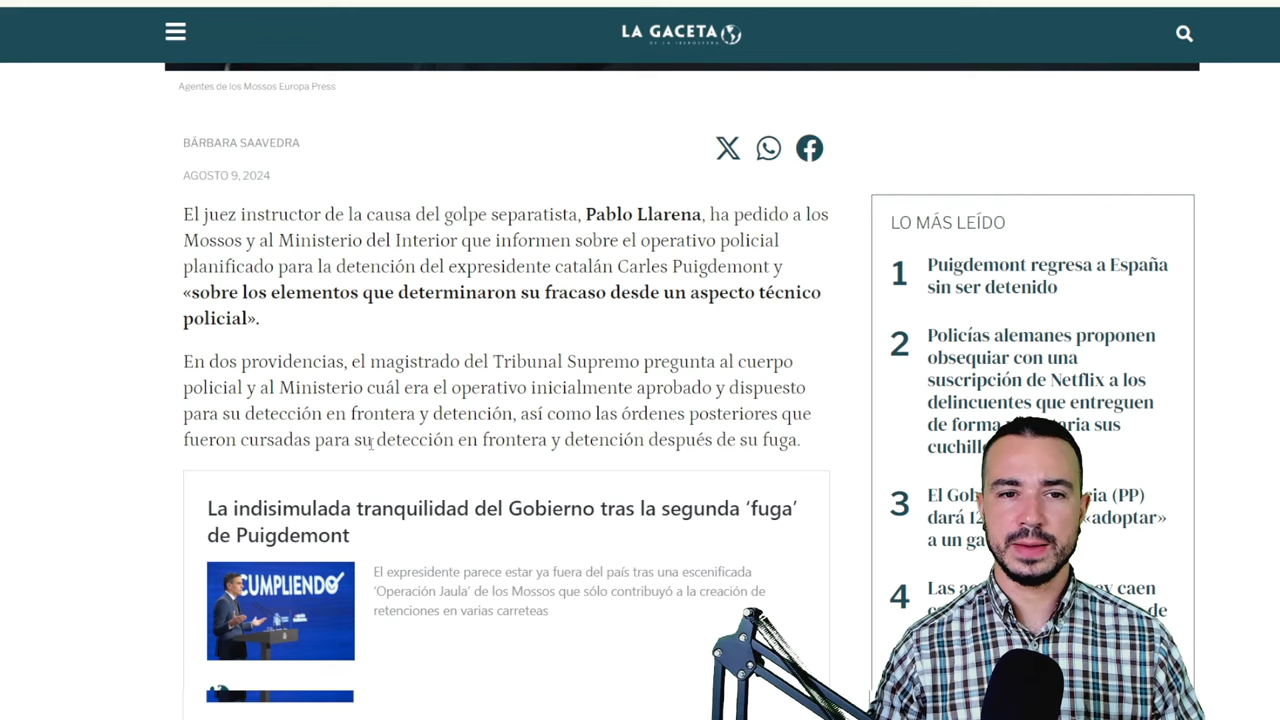 LA GACETA
DE LA IBEROSFERA
Agentes de los Mossos Europa Press
BÁRBARA SAAVEDRA
AGOSTO 9, 2024
El juez instructor de la causa del golpe separatista, Pablo Llarena, ha pedido a los
Mossos y al Ministerio del Interior que informen sobre el operativo policial
planificado para la detención del expresidente catalán Carles Puigdemont y
«sobre los elementos que determinaron su fracaso desde un aspecto técnico
policial».
En dos providencias, el magistrado del Tribunal Supremo pregunta al cuerpo
policial y al Ministerio cuál era el operativo inicialmente aprobado y dispuesto
para su detección en frontera y detención, así como las órdenes posteriores que
fueron cursadas para su detección en frontera y detención después de su fuga.
La indisimulada tranquilidad del Gobierno tras la segunda ‘fuga’
de Puigdemont
CUMPLIENDO
El expresidente parece estar ya fuera del país tras una escenificada
‘Operación Jaula’ de los Mossos que sólo contribuyó a la creación de
retenciones en varias carreteas
LO MÁS LEÍDO
1
Puigdemont regresa a España
sin ser detenido
2
Policías alemanes proponen
obsequiar con una
suscripción de Netflix a los
delincuentes que entreguen
de forma sus
3
El (PP)
dará «adoptar»
a un
4
Las caen
de